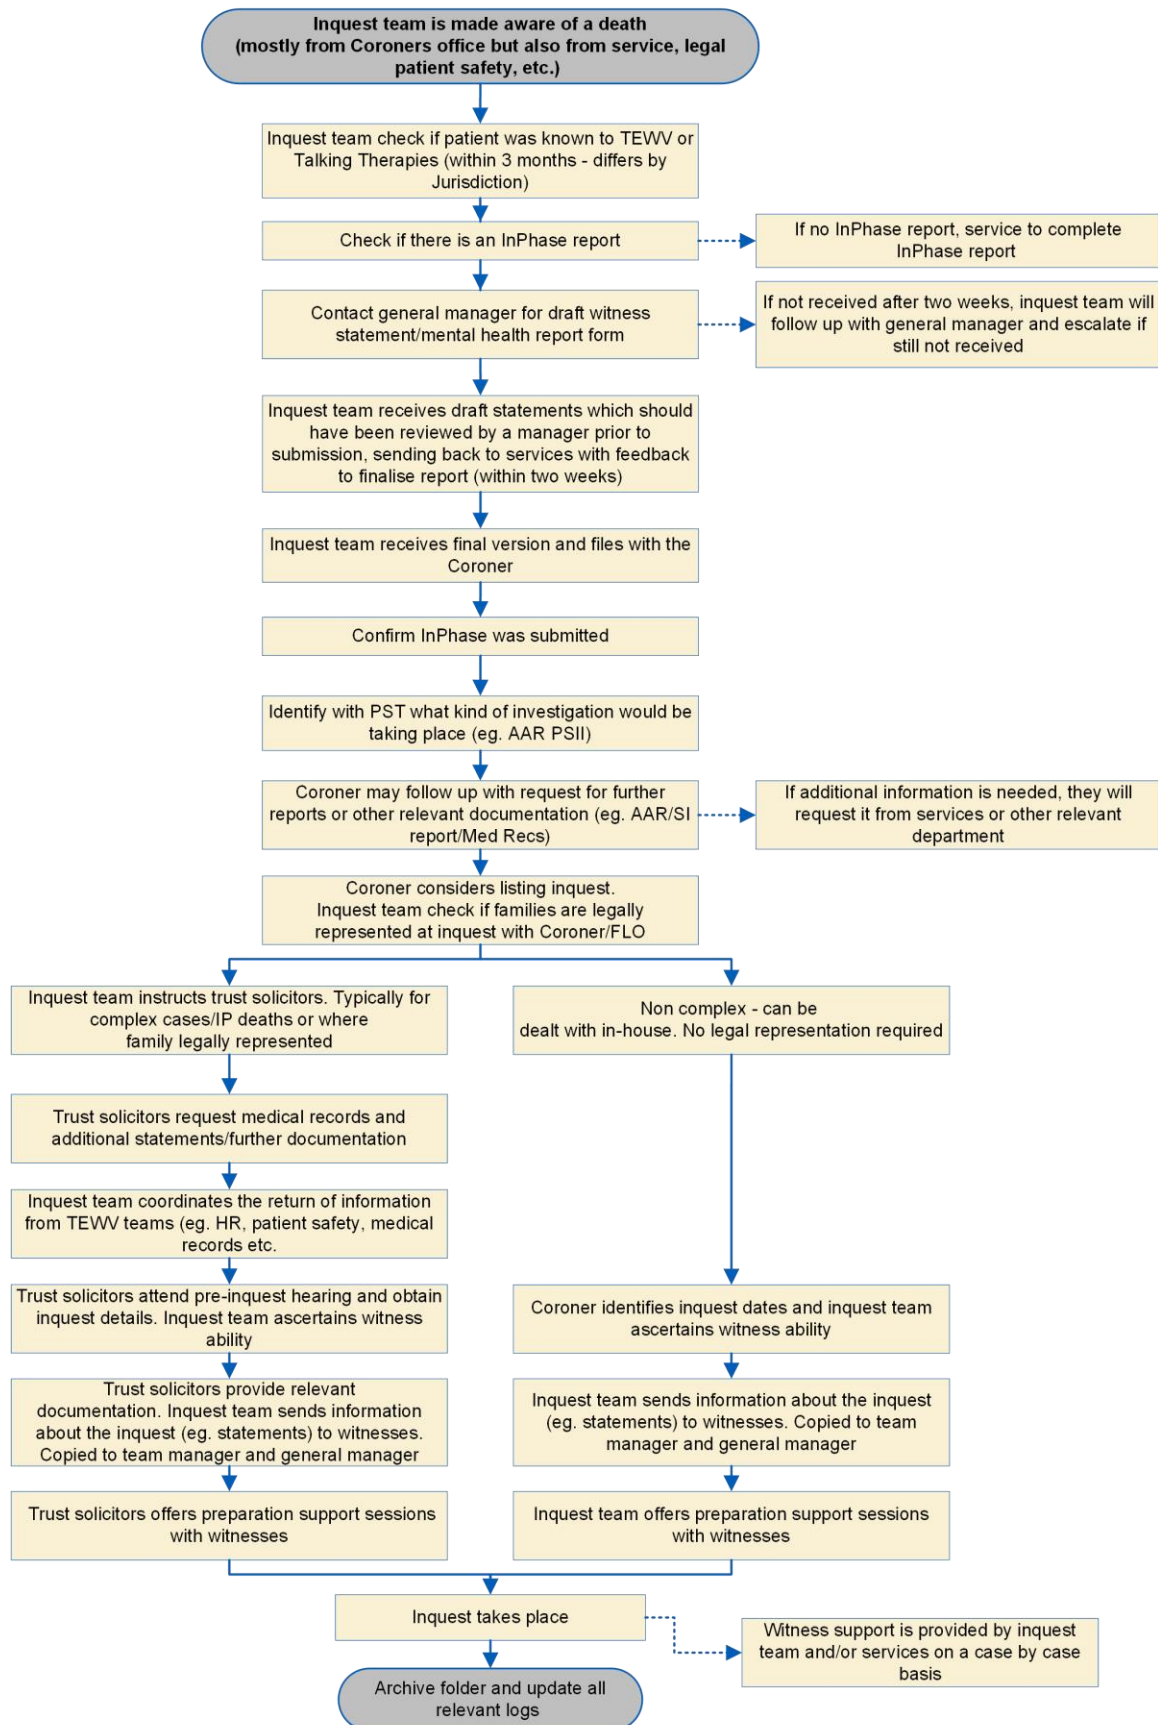 Inquest team is made aware of a death
(mostly from Coroners office but also from service, legal
patient safety, etc.)
Inquest team check if patient was known to TEWV or
Talking Therapies (within 3 months - differs by
Jurisdiction)
Check if there is an InPhase report
If no InPhase report, service to complete
InPhase report
Contact general manager for draft witness
statement/mental health report form
If not received after two weeks, inquest team will
follow up with general manager and escalate if
still not received
Inquest team receives draft statements which should
have been reviewed by a manager prior to
submission, sending back to services with feedback
to finalise report (within two weeks)
Inquest team receives final version and files with the
Coroner
Confirm InPhase was submitted
Identify with PST what kind of investigation would be
taking place (eg. AAR PSII)
Coroner may follow up with request for further
reports or other relevant documentation (eg. AAR/SI
report/Med Recs)
If additional information is needed, they will
request it from services or other relevant
department
Coroner considers listing inquest.
Inquest team check if families are legally
represented at inquest with Coroner/FLO
Inquest team instructs trust solicitors. Typically for
complex cases/IP deaths or where
family legally represented
Trust solicitors request medical records and
additional statements/further documentation
Inquest team coordinates the return of information
from TEWV teams (eg. HR, patient safety, medical
records etc.
Trust solicitors attend pre-inquest hearing and obtain
inquest details. Inquest team ascertains witness
ability
Trust solicitors provide relevant
documentation. Inquest team sends information
about the inquest (eg. statements) to witnesses.
Copied to team manager and general manager
Trust solicitors offers preparation support sessions
with witnesses
Non complex - can be
dealt with in-house. No legal representation required
Coroner identifies inquest dates and inquest team
ascertains witness ability
Inquest team sends information about the inquest
(eg. statements) to witnesses. Copied to team
manager and general manager
Inquest team offers preparation support sessions
with witnesses
Inquest takes place
Witness support is provided by inquest
team and/or services on a case by case
basis
Archive folder and update all
relevant logs